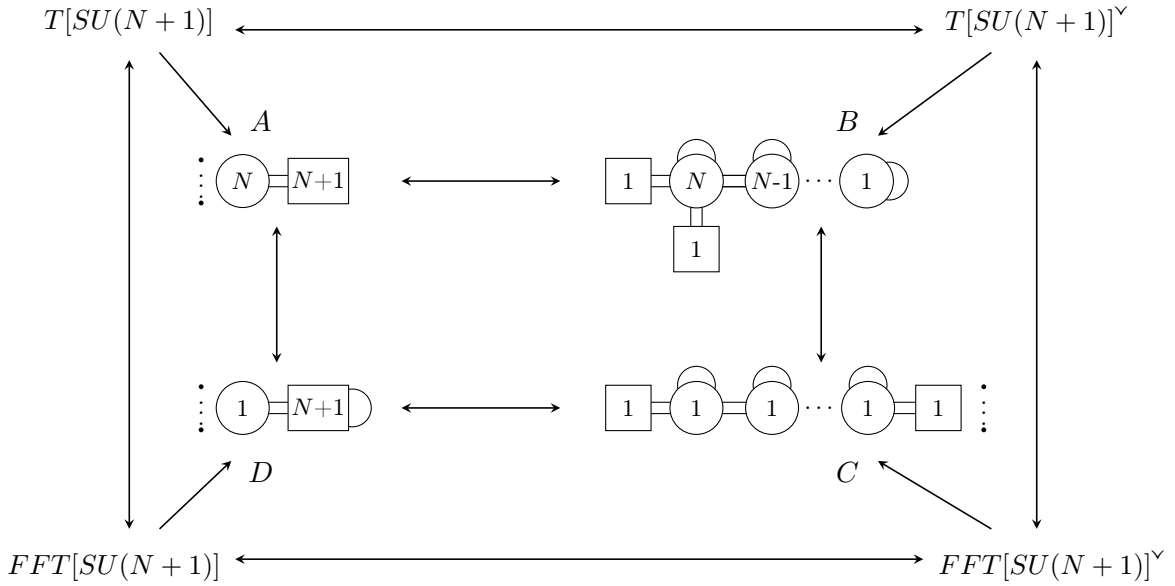 T[SU(N + 1)] T[SU(N + 1)]^∨
A B
N N+1 1 N N-1 ··· 1
1
1 N+1 1 1 1 ··· 1 1
D C
FFT[SU(N + 1)] FFT[SU(N + 1)]^∨